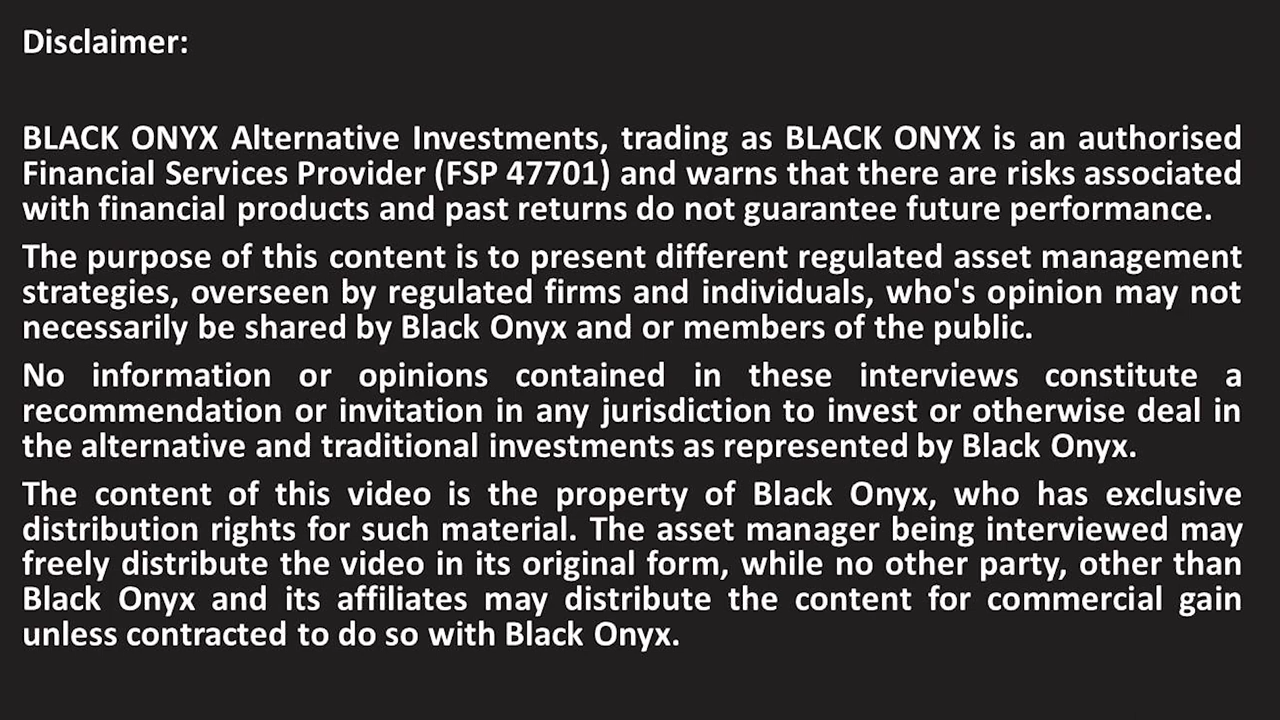 Disclaimer:
BLACK ONYX Alternative Investments, trading as BLACK ONYX is an authorised
Financial Services Provider (FSP 47701) and warns that there are risks associated
with financial products and past returns do not guarantee future performance.
The purpose of this content is to present different regulated asset management
strategies, overseen by regulated firms and individuals, who's opinion may not
necessarily be shared by Black Onyx and or members of the public.
No information or opinions contained in these interviews constitute a
recommendation or invitation in any jurisdiction to invest or otherwise deal in
the alternative and traditional investments as represented by Black Onyx.
The content of this video is the property of Black Onyx, who has exclusive
distribution rights for such material. The asset manager being interviewed may
freely distribute the video in its original form, while no other party, other than
Black Onyx and its affiliates may distribute the content for commercial gain
unless contracted to do so with Black Onyx.